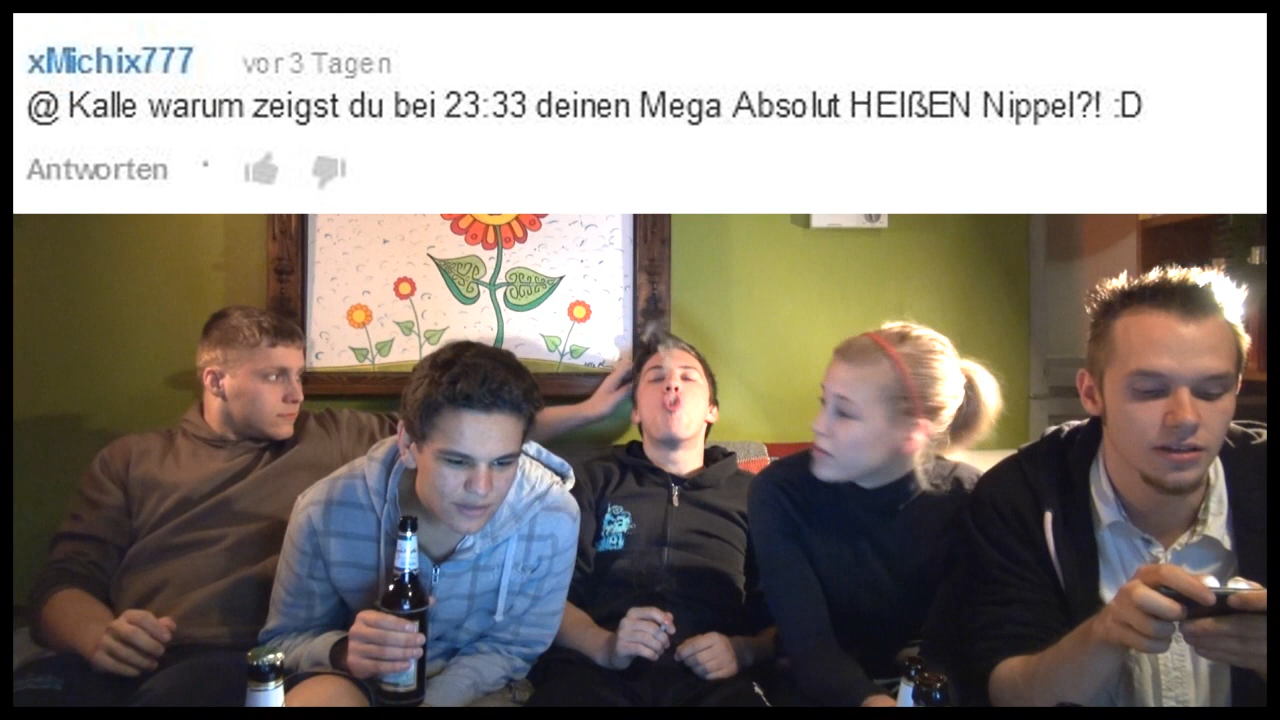 xMichix777 vor 3 Tagen
@ Kalle warum zeigst du bei 23:33 deinen Mega Absolut HEIßEN Nippel?! :D
Antworten